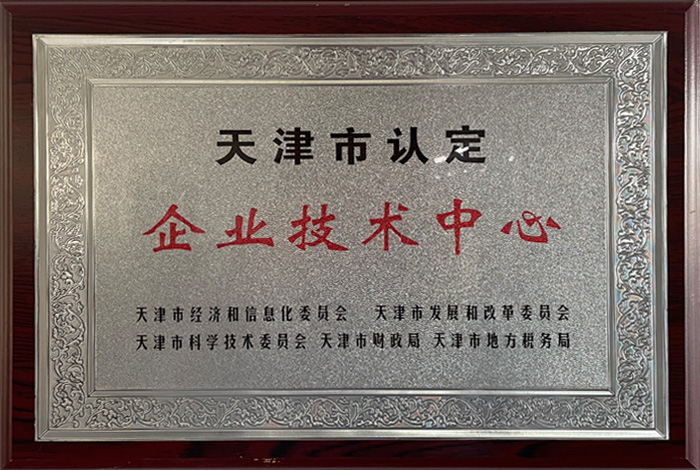 天津市认定
企业技术中心
天津市经济和信息化委员会 天津市发展和改革委员会
天津市科学技术委员会 天津市财政局 天津市地方税务局